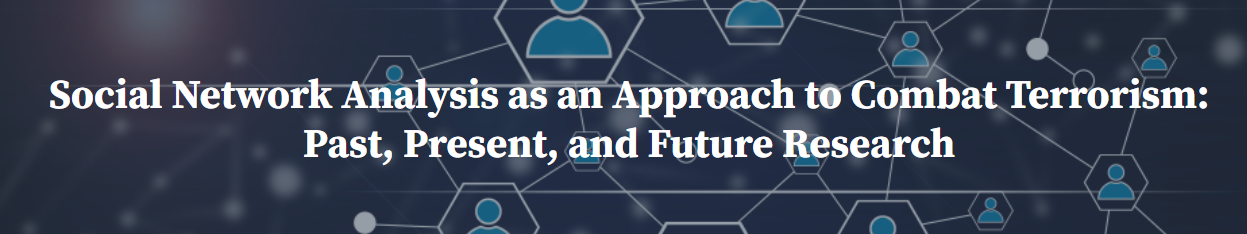 Social Network Analysis as an Approach to Combat Terrorism:
Past, Present, and Future Research